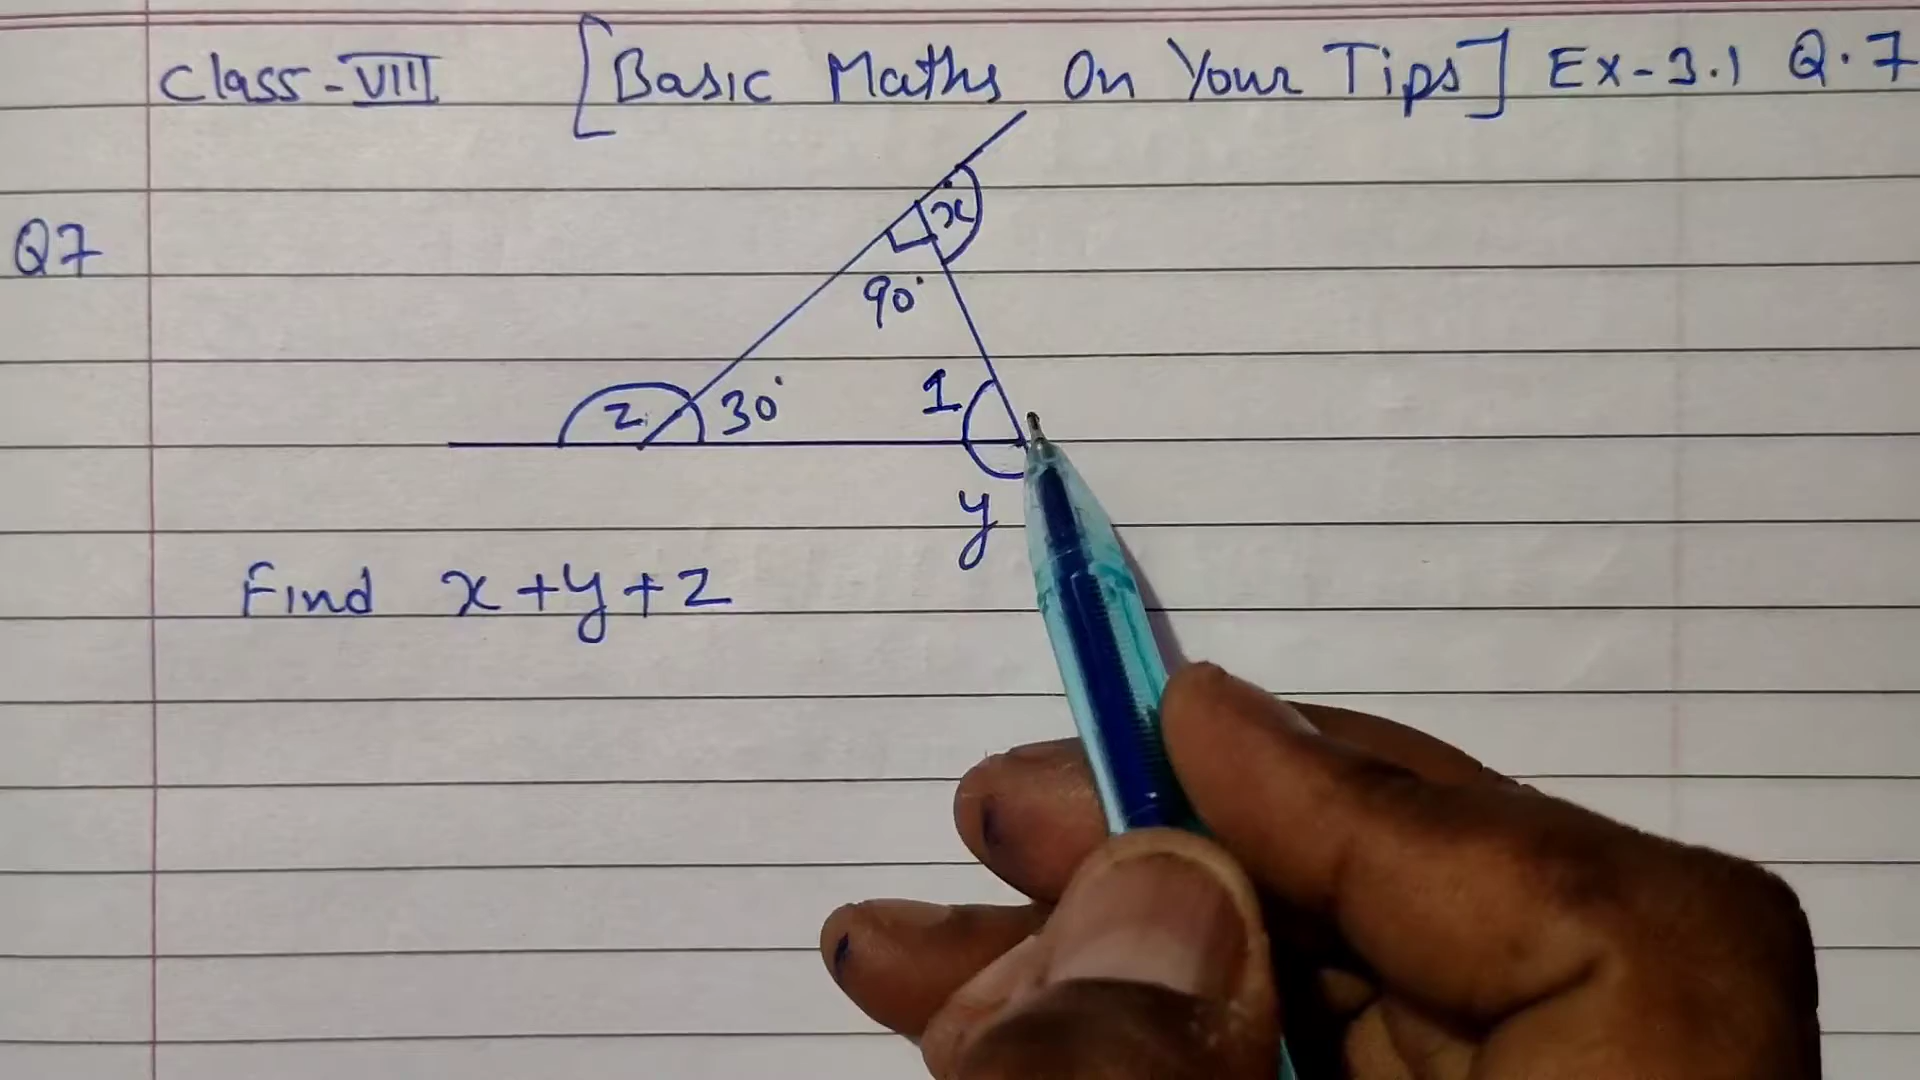 Class-VIII [Basic Maths On Your Tips] Ex-3.1 Q.7
Q7
x
90°
z 30° 1
y
Find x+y+z